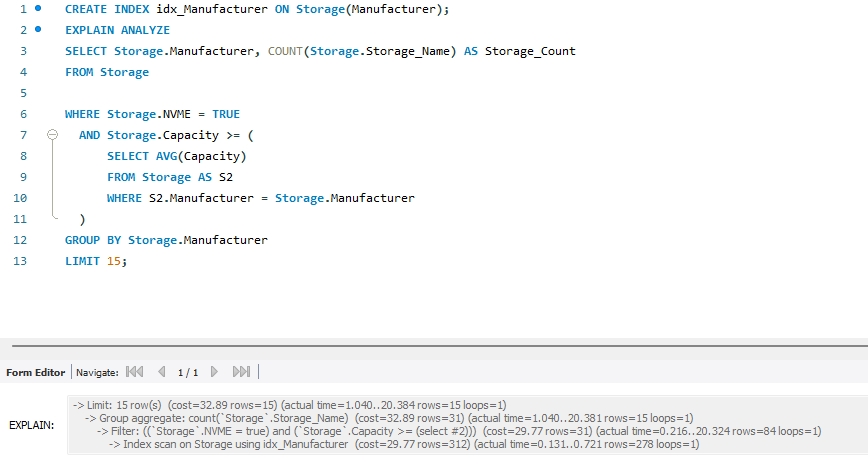 1 CREATE INDEX idx_Manufacturer ON Storage(Manufacturer);
2 EXPLAIN ANALYZE
3 SELECT Storage.Manufacturer, COUNT(Storage.Storage_Name) AS Storage_Count
4 FROM Storage
5
6 WHERE Storage.NVME = TRUE
7 AND Storage.Capacity >= (
8 SELECT AVG(Capacity)
9 FROM Storage AS S2
10 WHERE S2.Manufacturer = Storage.Manufacturer
11 )
12 GROUP BY Storage.Manufacturer
13 LIMIT 15;
Form Editor Navigate: 1 / 1
EXPLAIN:
-> Limit: 15 row(s) (cost=32.89 rows=15) (actual time=1.040..20.384 rows=15 loops=1)
-> Group aggregate: count(`Storage`.Storage_Name) (cost=32.89 rows=31) (actual time=1.040..20.381 rows=15 loops=1)
-> Filter: ((`Storage`.NVME = true) and (`Storage`.Capacity >= (select #2))) (cost=29.77 rows=31) (actual time=0.216..20.324 rows=84 loops=1)
-> Index scan on Storage using idx_Manufacturer (cost=29.77 rows=312) (actual time=0.131..0.721 rows=278 loops=1)